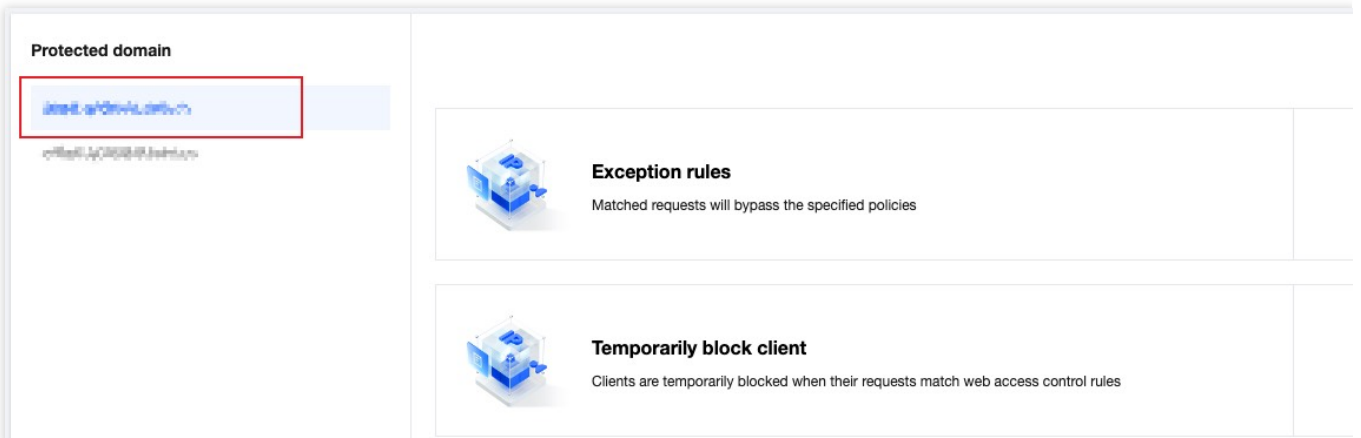 Protected domain
Exception rules
Matched requests will bypass the specified policies
Temporarily block client
Clients are temporarily blocked when their requests match web access control rules